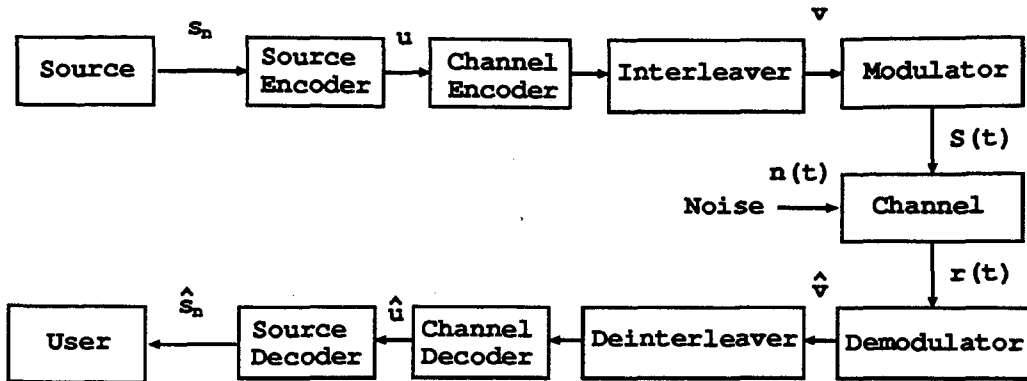 s_n
u
v
Source
Source Encoder
Channel Encoder
Interleaver
Modulator
S(t)
n(t)
Noise
Channel
r(t)
ŝ_n
û
v̂
User
Source Decoder
Channel Decoder
Deinterleaver
Demodulator